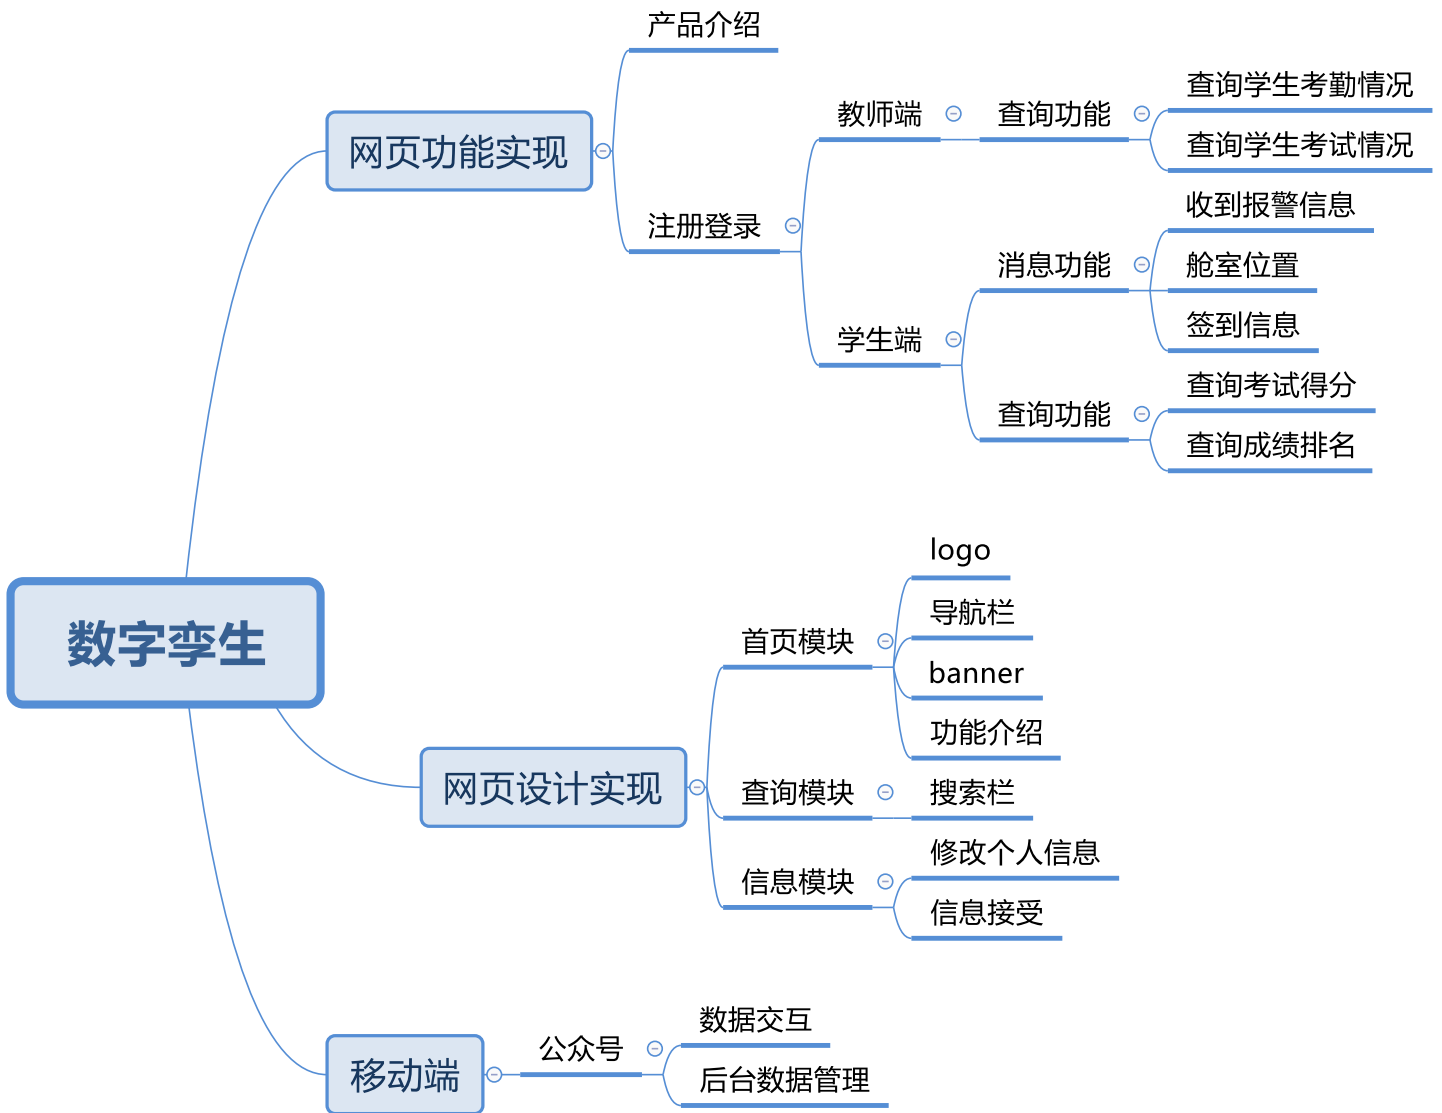 产品介绍
查询学生考勤情况
教师端
查询功能
网页功能实现
查询学生考试情况
收到报警信息
注册登录
消息功能
舱室位置
签到信息
学生端
查询考试得分
查询功能
查询成绩排名
logo
导航栏
数字孪生
首页模块
banner
功能介绍
网页设计实现
查询模块
搜索栏
修改个人信息
信息模块
信息接受
数据交互
公众号
移动端
后台数据管理